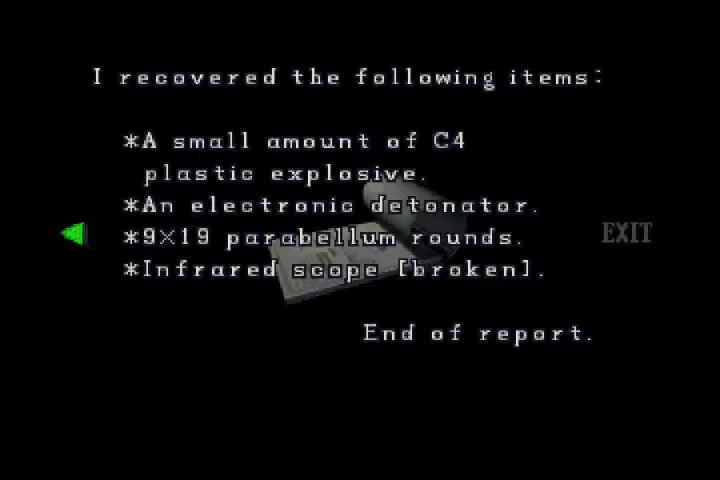 I recovered the following items:
*A small amount of C4
plastic explosive.
*An electronic detonator.
*9×19 parabellum rounds.
EXIT
*Infrared scope [broken].
End of report.